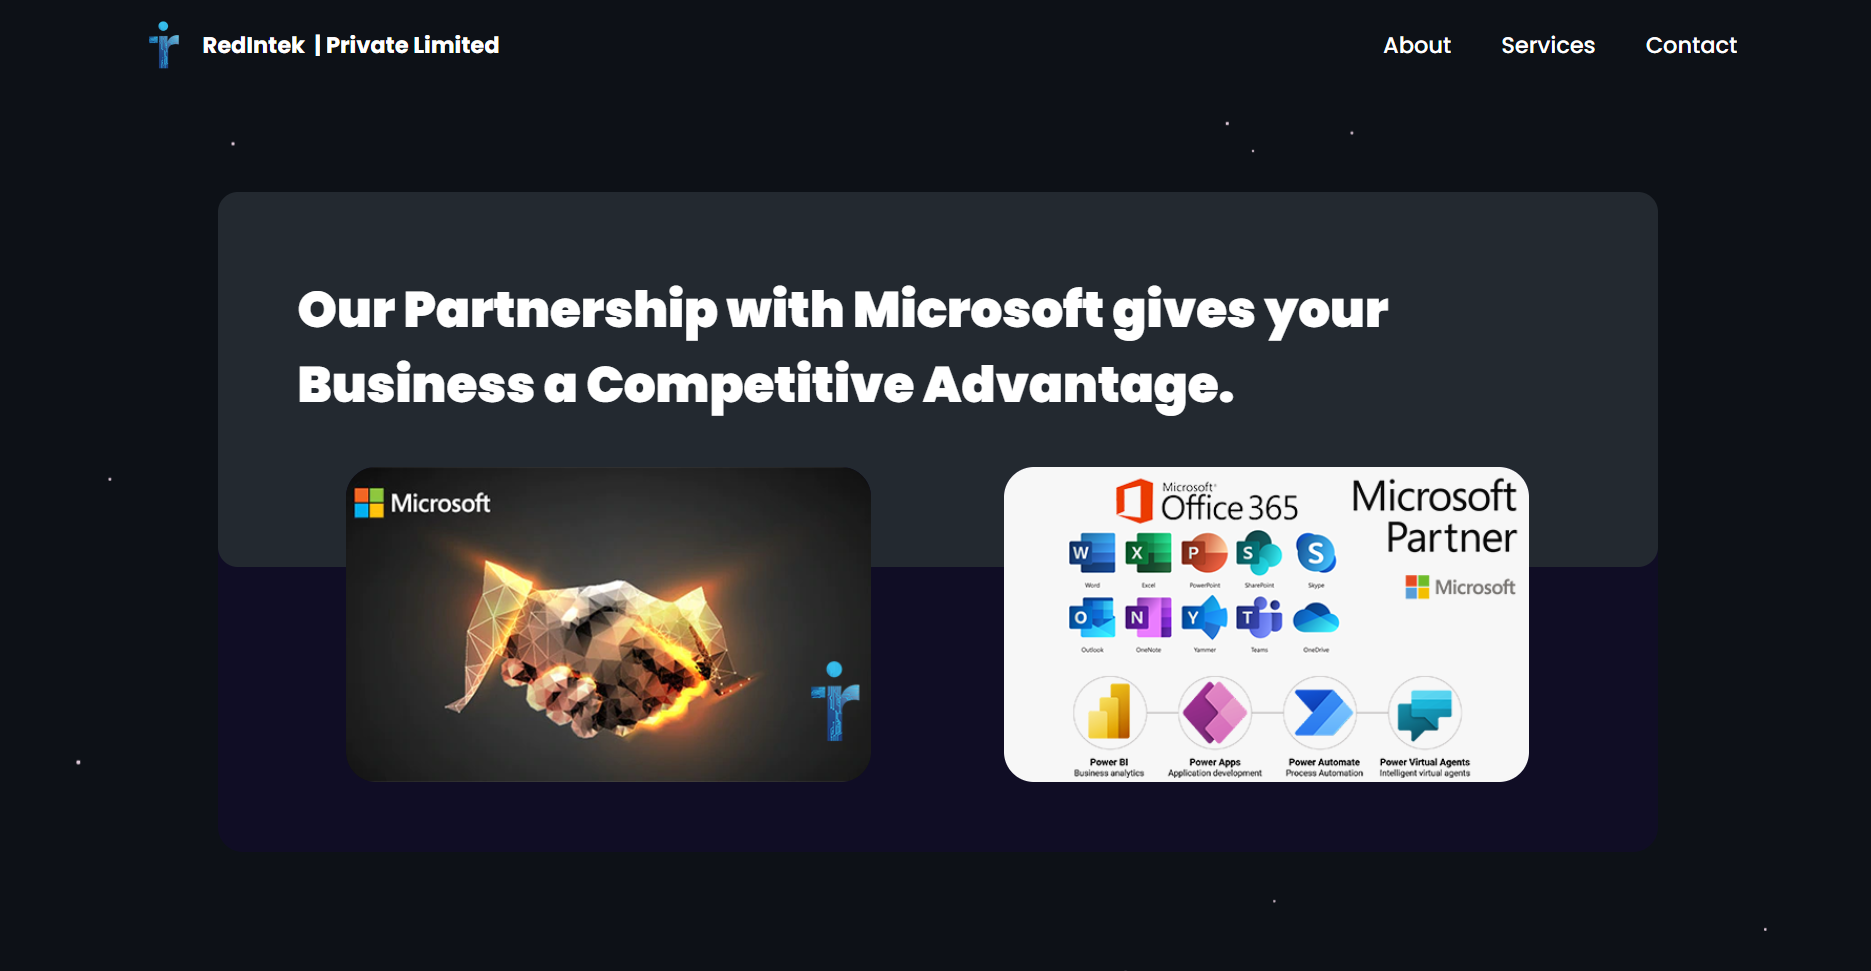 RedIntek | Private Limited
About
Services
Contact
Our Partnership with Microsoft gives your
Business a Competitive Advantage.
Microsoft
Microsoft
Office 365
Microsoft
Partner
Microsoft
W
X
P
S
S
Word
Excel
PowerPoint
SharePoint
Skype
O
N
Y
T
Outlook
OneNote
Yammer
Teams
OneDrive
Power BI
Business analytics
Power Apps
Application development
Power Automate
Process Automation
Power Virtual Agents
Intelligent virtual agents